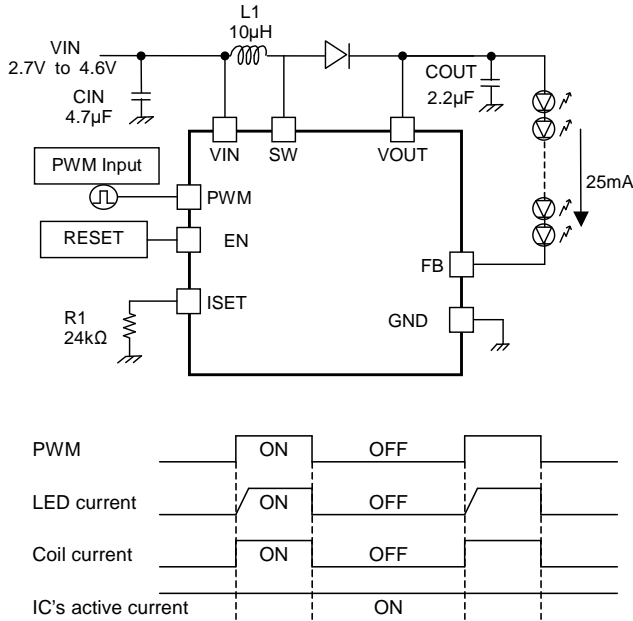 L1
10µH
VIN
2.7V to 4.6V
CIN
4.7µF
COUT
2.2µF
VIN
SW
VOUT
PWM Input
PWM
25mA
RESET
EN
FB
ISET
R1
24kΩ
GND
PWM ON OFF
LED current ON OFF
Coil current ON OFF
IC's active current ON